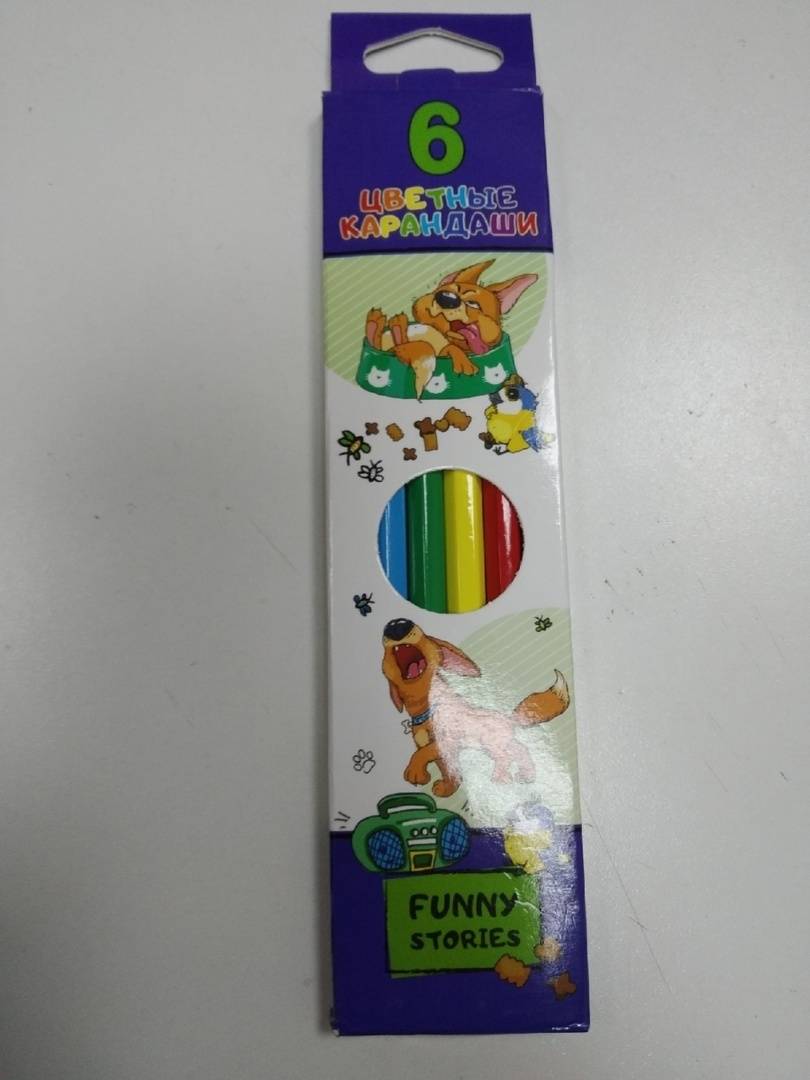 6
ЦВЕТНЫЕ
КАРАНДАШИ
FUNNY
STORIES